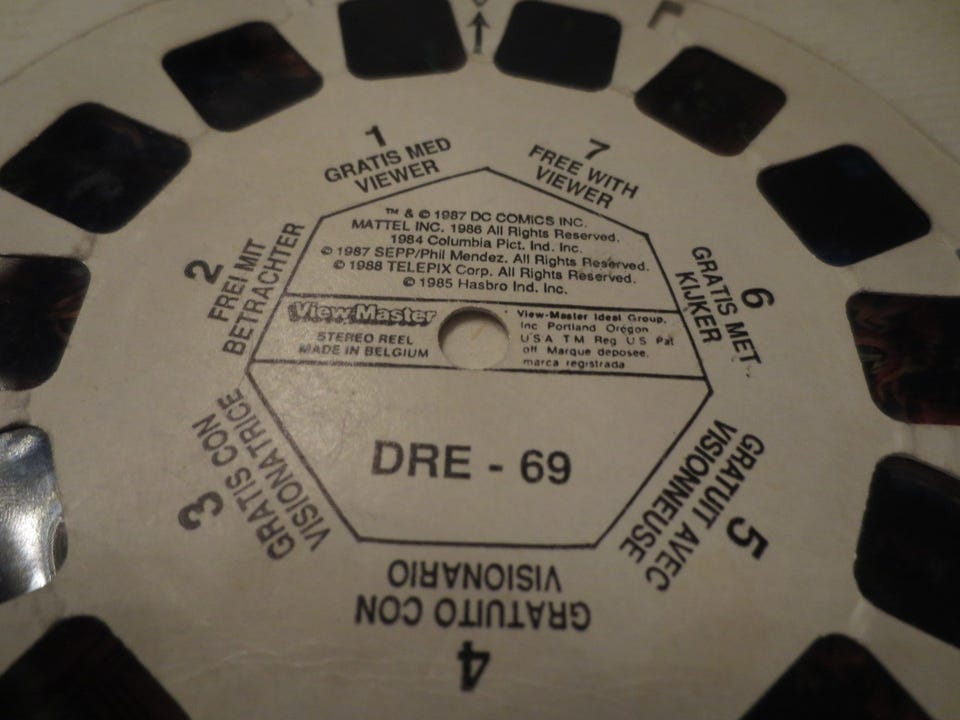 1
GRATIS MED
VIEWER
7
FREE WITH
VIEWER
2
FREI MIT
BETRACHTER
™ & © 1987 DC COMICS INC.
MATTEL INC. 1986 All Rights Reserved.
1984 Columbia Pict. Ind. Inc.
© 1987 SEPP/Phil Mendez. All Rights Reserved.
© 1988 TELEPIX Corp. All Rights Reserved.
© 1985 Hasbro Ind. Inc.
6
GRATIS MET
KIJKER
View-Master
STEREO REEL
MADE IN BELGIUM
View-Master Ideal Group,
Inc Portland Oregon
U S A T M Reg U S Pat
off Marque deposee,
marca registrada
3
GRATIS CON
VISIONATRICE
DRE - 69
5
GRATUIT AVEC
VISIONNEUSE
4
GRATUITO CON
VISIONARIO